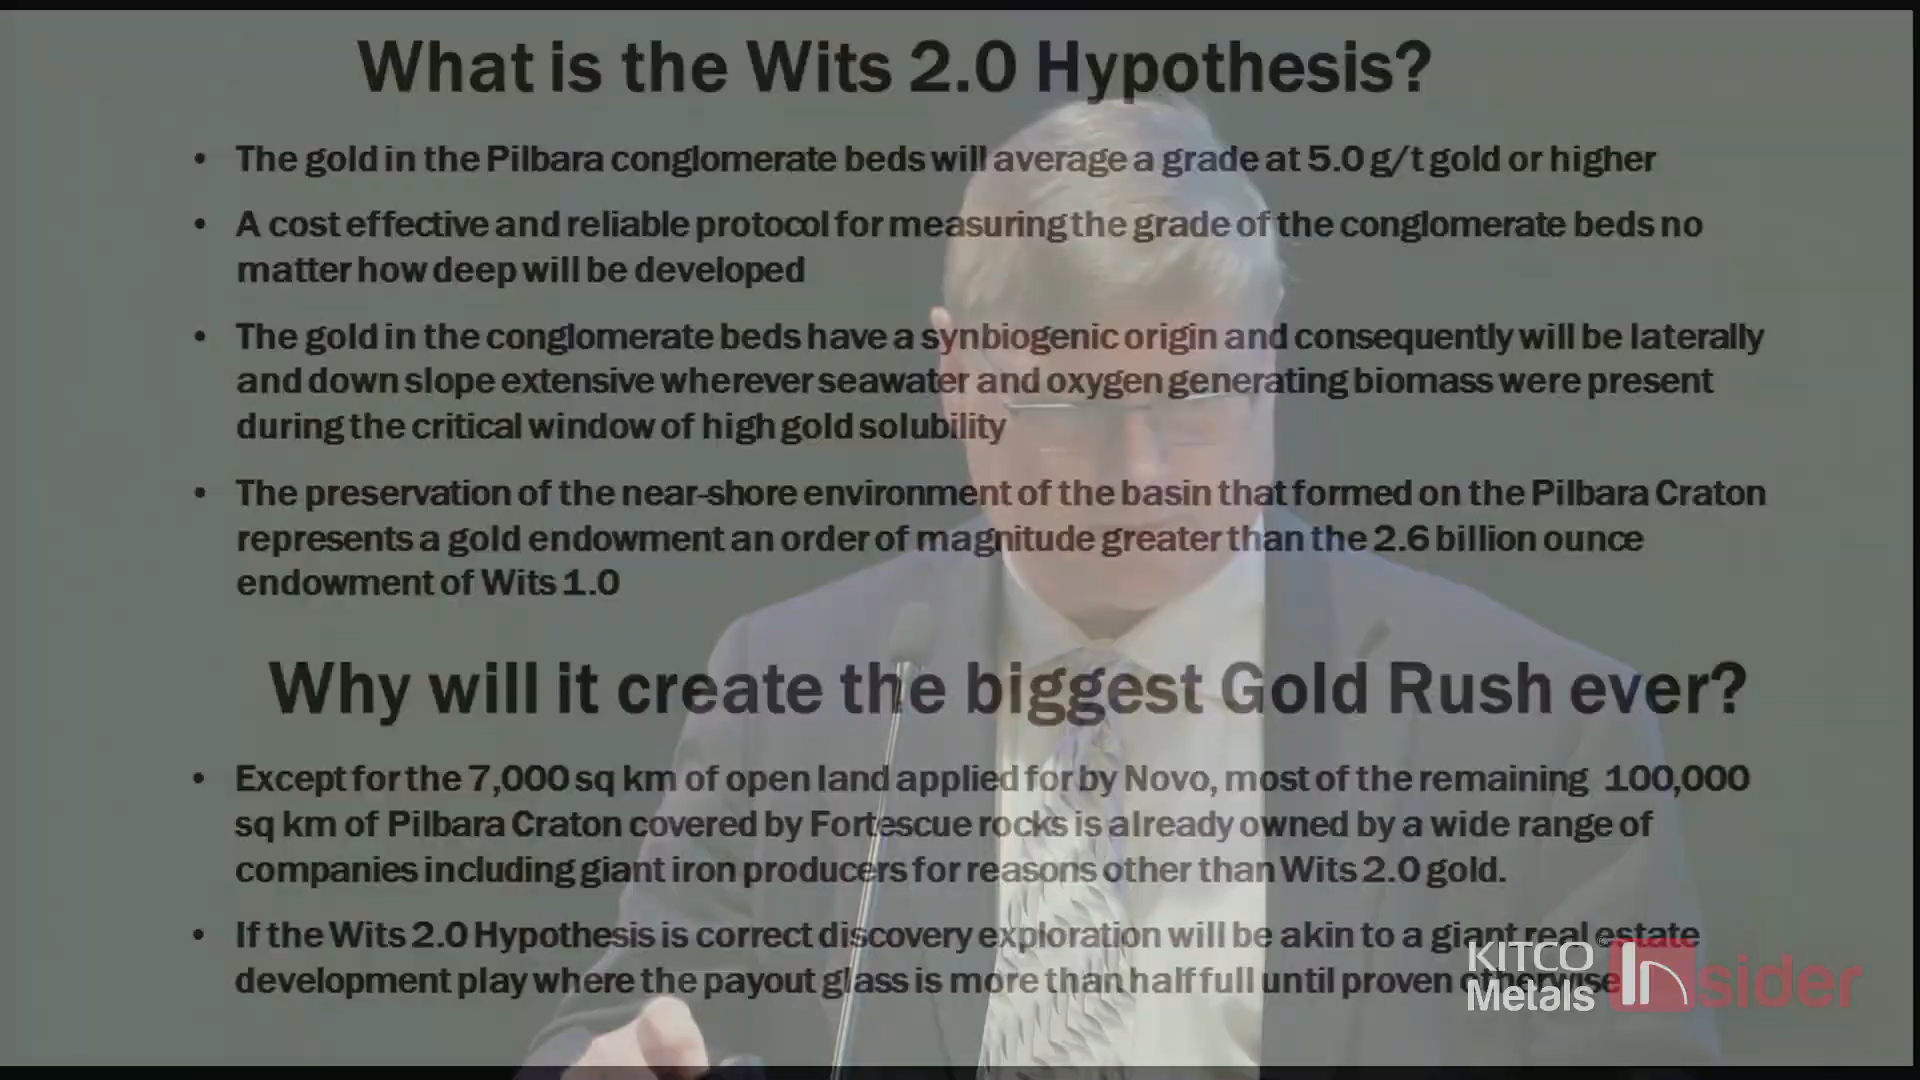 What is the Wits 2.0 Hypothesis?
• The gold in the Pilbara conglomerate beds will average a grade at 5.0 g/t gold or higher
• A cost effective and reliable protocol for measuring the grade of the conglomerate beds no
matter how deep will be developed
• The gold in the conglomerate beds have a synbiogenic origin and consequently will be laterally
and down slope extensive wherever seawater and oxygen generating biomass were present
during the critical window of high gold solubility
• The preservation of the near-shore environment of the basin that formed on the Pilbara Craton
represents a gold endowment an order of magnitude greater than the 2.6 billion ounce
endowment of Wits 1.0
Why will it create the biggest Gold Rush ever?
• Except for the 7,000 sq km of open land applied for by Novo, most of the remaining 100,000
sq km of Pilbara Craton covered by Fortescue rocks is already owned by a wide range of
companies including giant iron producers for reasons other than Wits 2.0 gold.
• If the Wits 2.0 Hypothesis is correct discovery exploration will be akin to a giant real estate
development play where the payout glass is more than half full until proven otherwise
KITCO
Metals
Insider